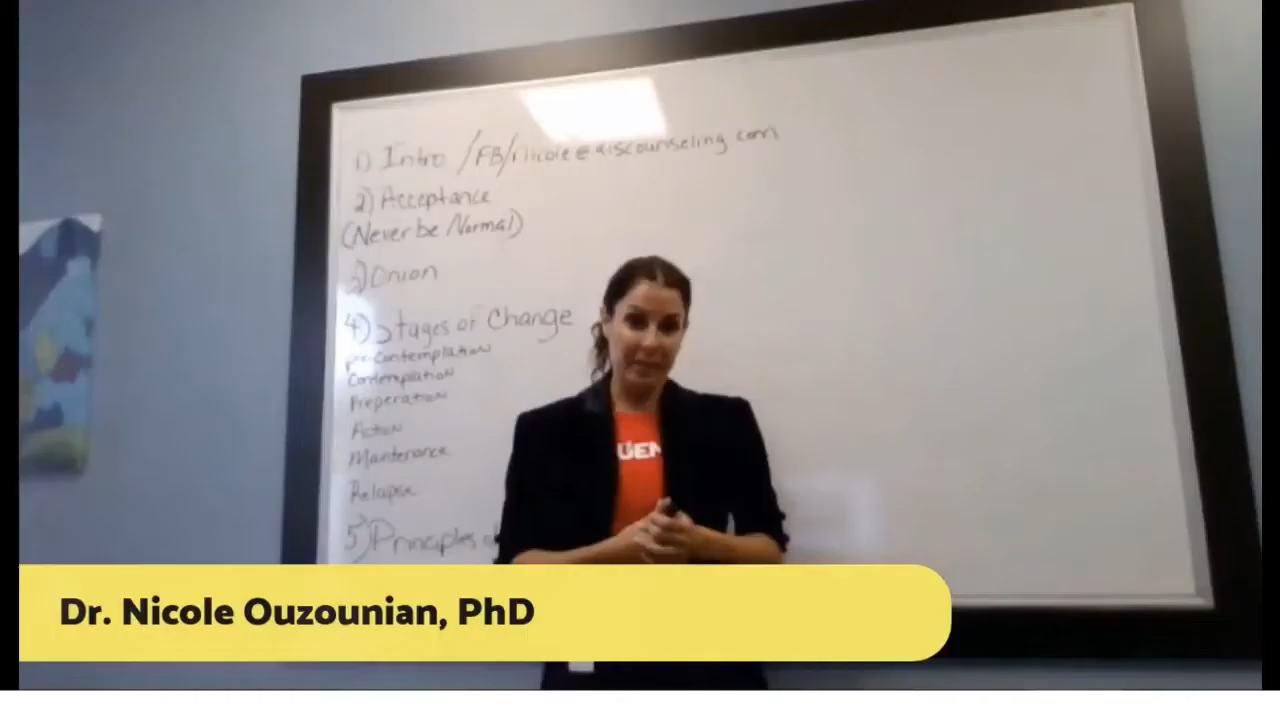 1) Intro /FB/nicole@aiscounseling.com
2) Acceptance
(Never be Normal)
3) Onion
4) Stages of Change
pre-Contemplation
Contemplation
Preperation
Action
Maintenance
Relapse
5) Principles
UEN
Dr. Nicole Ouzounian, PhD